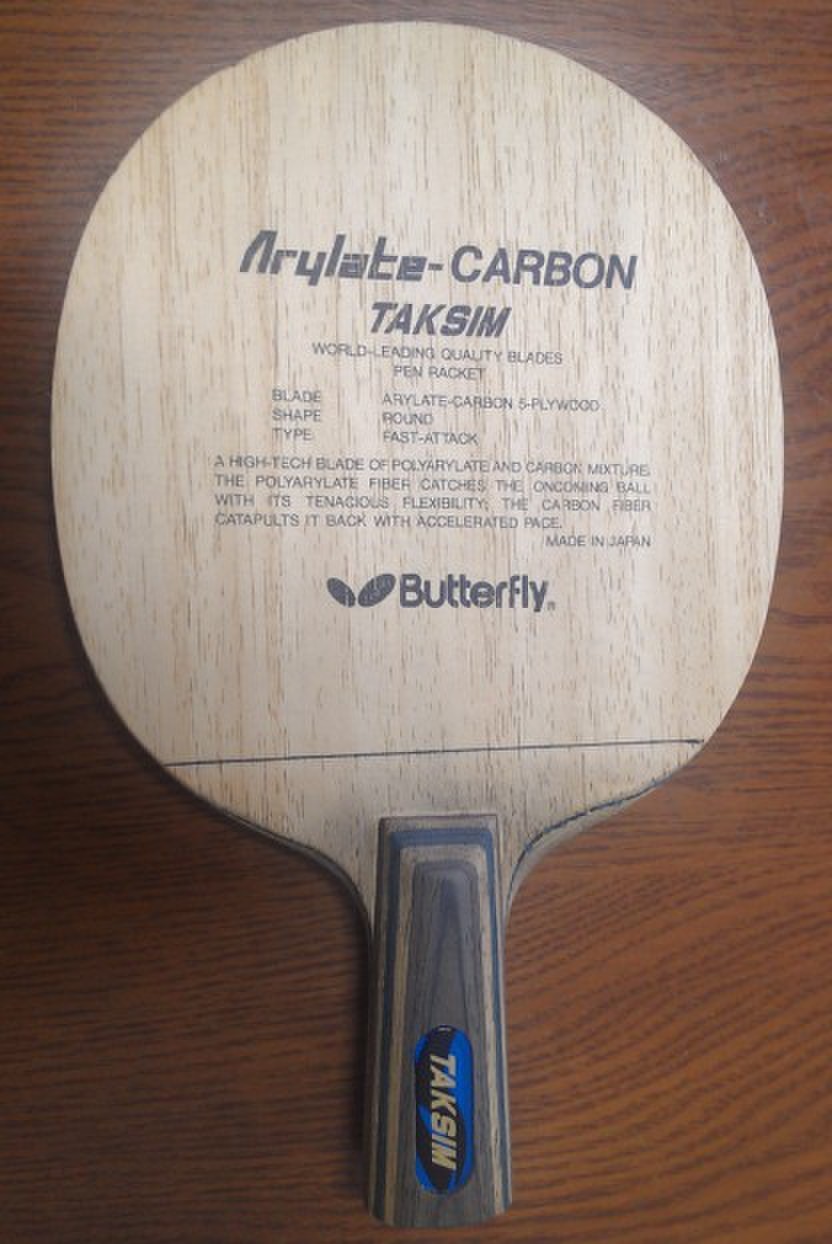 Arylate-CARBON
TAKSIM
WORLD-LEADING QUALITY BLADES
PEN RACKET
BLADE ARYLATE-CARBON 5-PLYWOOD
SHAPE ROUND
TYPE FAST-ATTACK
A HIGH-TECH BLADE OF POLYARYLATE AND CARBON MIXTURE.
THE POLYARYLATE FIBER CATCHES THE ONCOMING BALL
WITH ITS TENACIOUS FLEXIBILITY; THE CARBON FIBER
CATAPULTS IT BACK WITH ACCELERATED PACE.
MADE IN JAPAN
Butterfly®
TAKSIM